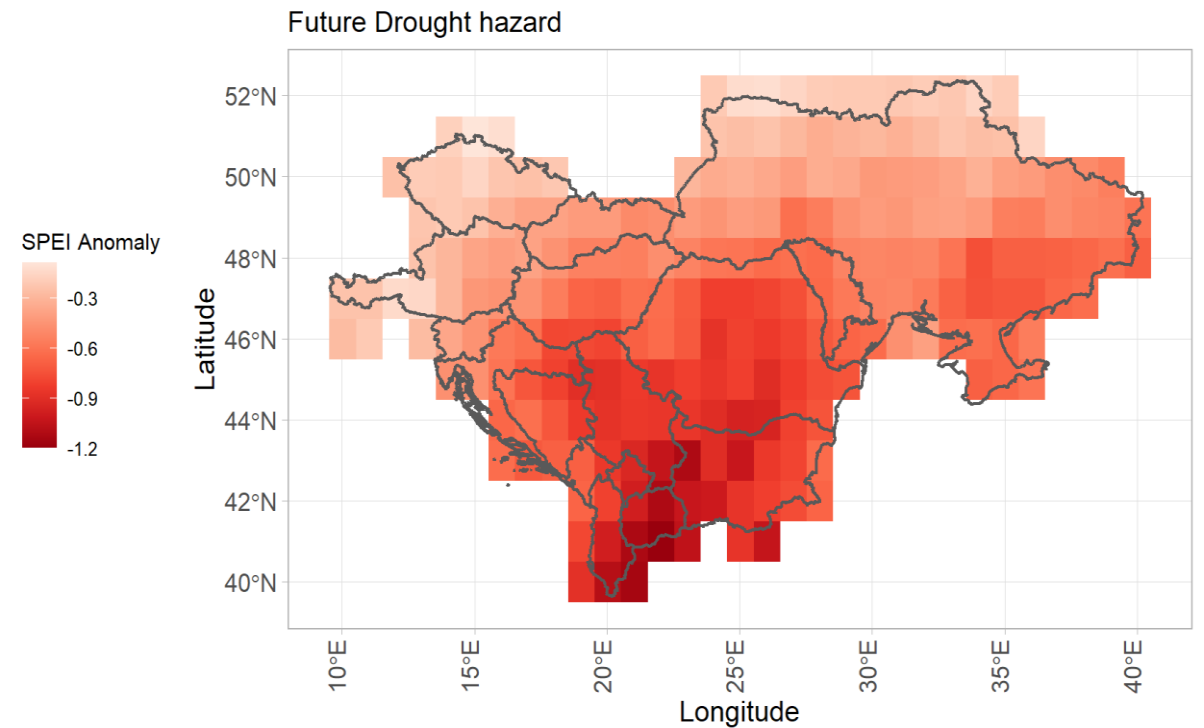 Future Drought hazard
SPEI Anomaly
-0.3
-0.6
-0.9
-1.2
Latitude
52°N
50°N
48°N
46°N
44°N
42°N
40°N
10°E
15°E
20°E
25°E
30°E
35°E
40°E
Longitude